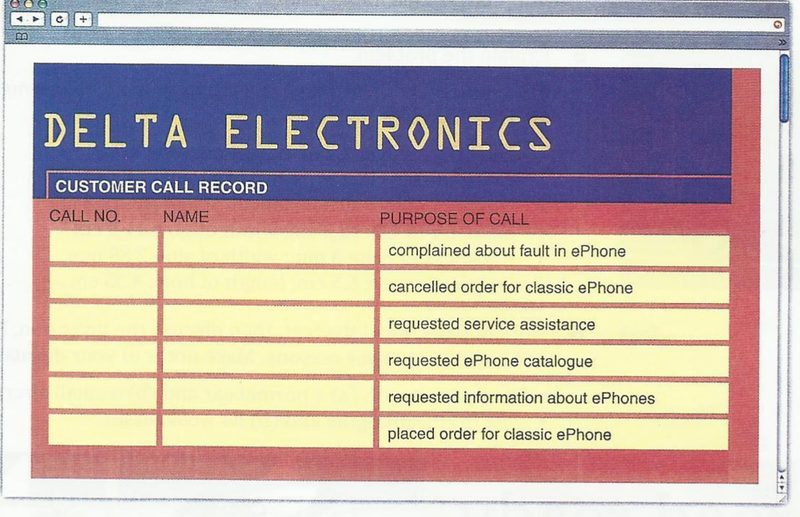 B
A
DELTA ELECTRONICS
CUSTOMER CALL RECORD
CALL NO. NAME PURPOSE OF CALL
complained about fault in ePhone
cancelled order for classic ePhone
requested service assistance
requested ePhone catalogue
requested information about ePhones
placed order for classic ePhone